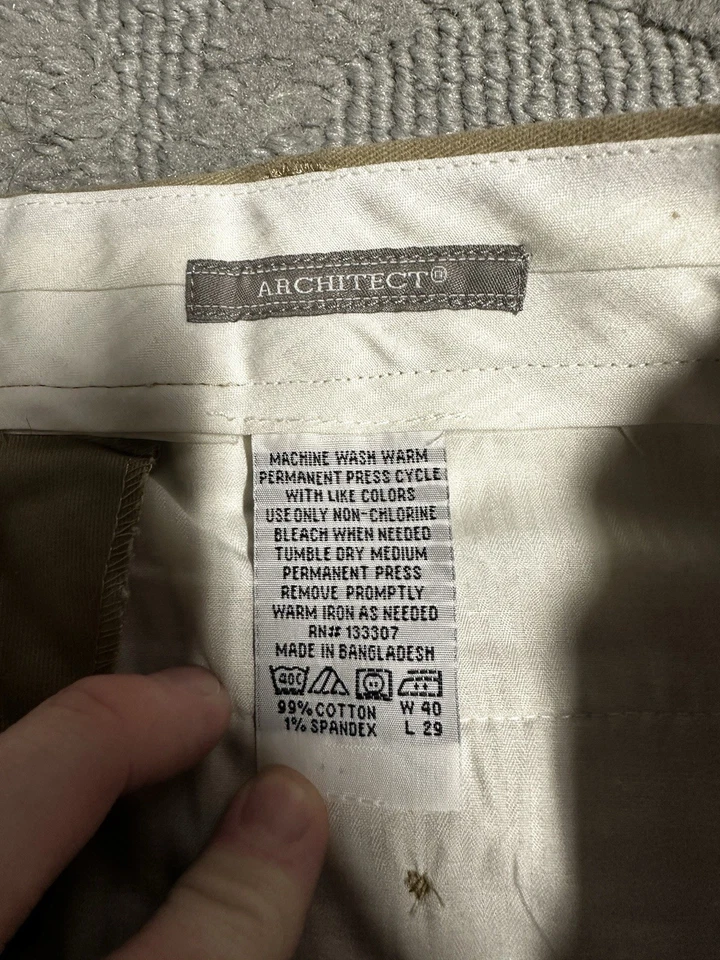 ARCHITECT®
MACHINE WASH WARM
PERMANENT PRESS CYCLE
WITH LIKE COLORS
USE ONLY NON-CHLORINE
BLEACH WHEN NEEDED
TUMBLE DRY MEDIUM
PERMANENT PRESS
REMOVE PROMPTLY
WARM IRON AS NEEDED
RN# 133307
MADE IN BANGLADESH
40C
99% COTTON W 40
1% SPANDEX L 29